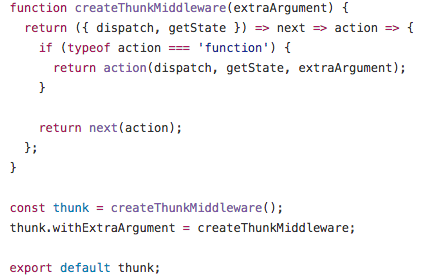 function createThunkMiddleware(extraArgument) {
  return ({ dispatch, getState }) => next => action => {
    if (typeof action === 'function') {
      return action(dispatch, getState, extraArgument);
    }

    return next(action);
  };
}

const thunk = createThunkMiddleware();
thunk.withExtraArgument = createThunkMiddleware;

export default thunk;